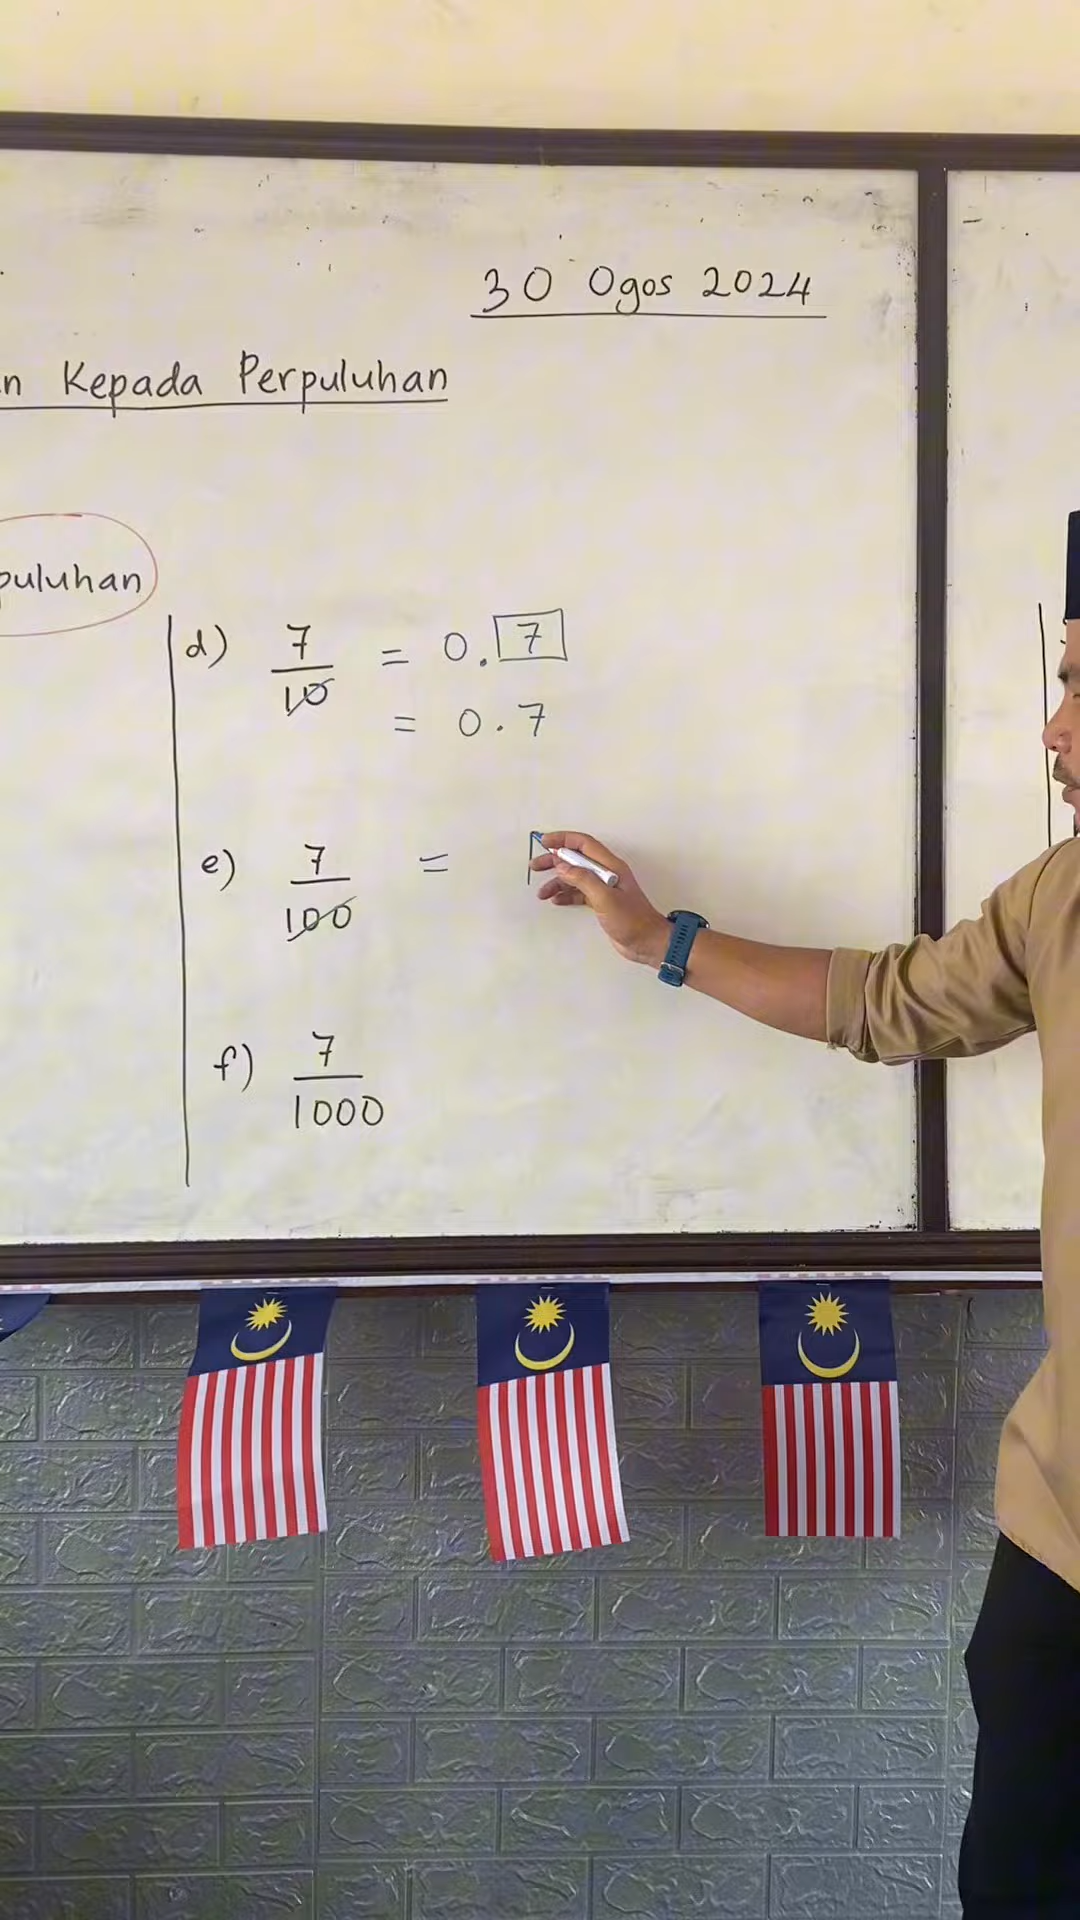 30 Ogos 2024
n Kepada Perpuluhan
puluhan
d) 7/10 = 0.7
= 0.7
e) 7/100 =
f) 7/1000